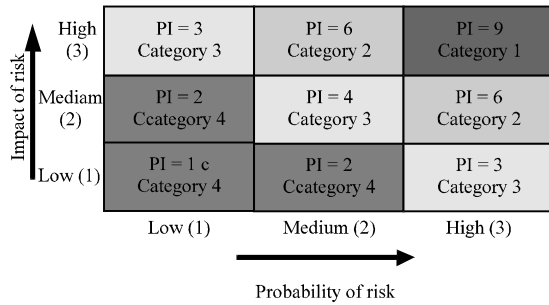 Impact of risk
High
(3)
PI = 3
Category 3
PI = 6
Category 2
PI = 9
Category 1
Mediam
(2)
PI = 2
Ccategory 4
PI = 4
Category 3
PI = 6
Category 2
Low (1)
PI = 1 c
Category 4
PI = 2
Ccategory 4
PI = 3
Category 3
Low (1)
Medium (2)
High (3)
Probability of risk